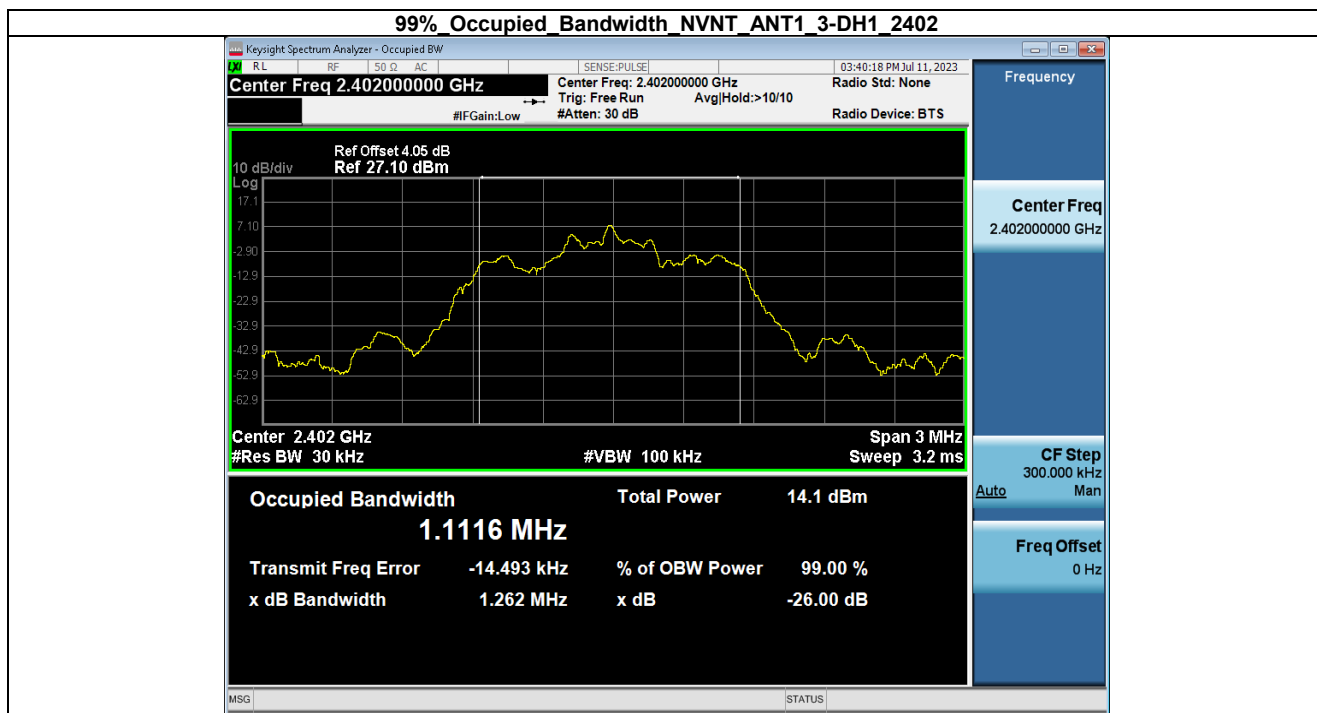 99%_Occupied_Bandwidth_NVNT_ANT1_3-DH1_2402
Keysight Spectrum Analyzer - Occupied BW
LXI RL RF 50 Ω AC SENSE:PULSE 03:40:18 PM Jul 11, 2023
Center Freq 2.402000000 GHz Center Freq: 2.402000000 GHz Radio Std: None
Trig: Free Run Avg|Hold:>10/10
#IFGain:Low #Atten: 30 dB Radio Device: BTS
Frequency
Ref Offset 4.05 dB
10 dB/div Ref 27.10 dBm
Log
17.1
7.10
-2.90
-12.9
-22.9
-32.9
-42.9
-52.9
-62.9
Center 2.402 GHz Span 3 MHz
#Res BW 30 kHz #VBW 100 kHz Sweep 3.2 ms
Center Freq
2.402000000 GHz
CF Step
300.000 kHz
Auto Man
Freq Offset
0 Hz
Occupied Bandwidth Total Power 14.1 dBm
1.1116 MHz
Transmit Freq Error -14.493 kHz % of OBW Power 99.00 %
x dB Bandwidth 1.262 MHz x dB -26.00 dB
MSG STATUS